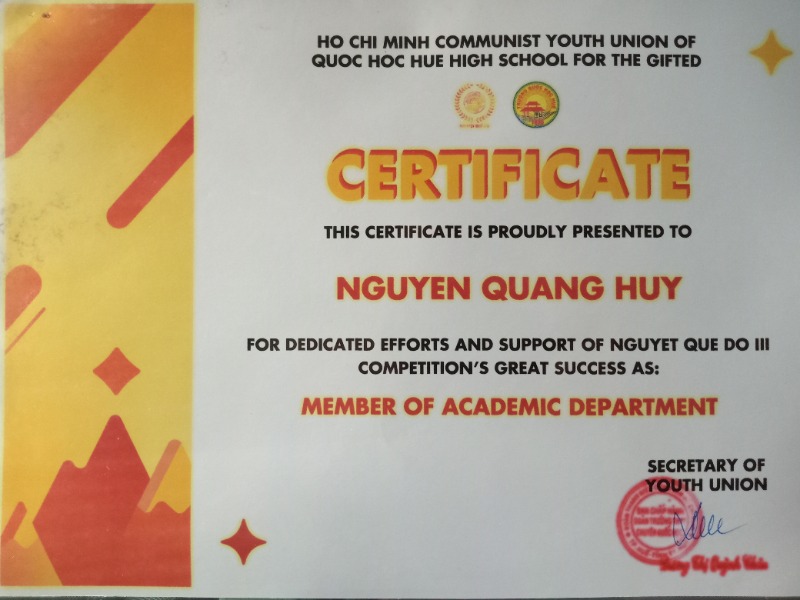 HO CHI MINH COMMUNIST YOUTH UNION OF
QUOC HOC HUE HIGH SCHOOL FOR THE GIFTED
CERTIFICATE
THIS CERTIFICATE IS PROUDLY PRESENTED TO
NGUYEN QUANG HUY
FOR DEDICATED EFFORTS AND SUPPORT OF NGUYET QUE DO III
COMPETITION'S GREAT SUCCESS AS:
MEMBER OF ACADEMIC DEPARTMENT
SECRETARY OF
YOUTH UNION